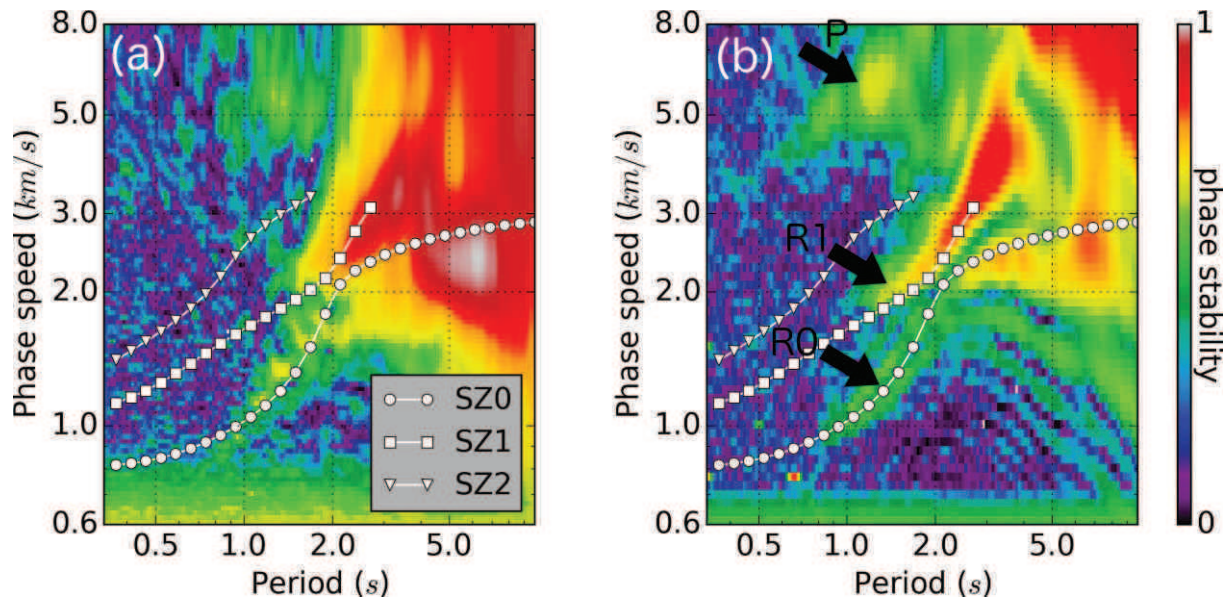 (a)
Phase speed (km/s)
8.0
5.0
3.0
2.0
1.0
0.6
SZ0
SZ1
SZ2
0.5 1.0 2.0 5.0
Period (s)
(b)
P
R1
R0
Phase speed (km/s)
8.0
5.0
3.0
2.0
1.0
0.6
0.5 1.0 2.0 5.0
Period (s)
1
phase stability
0